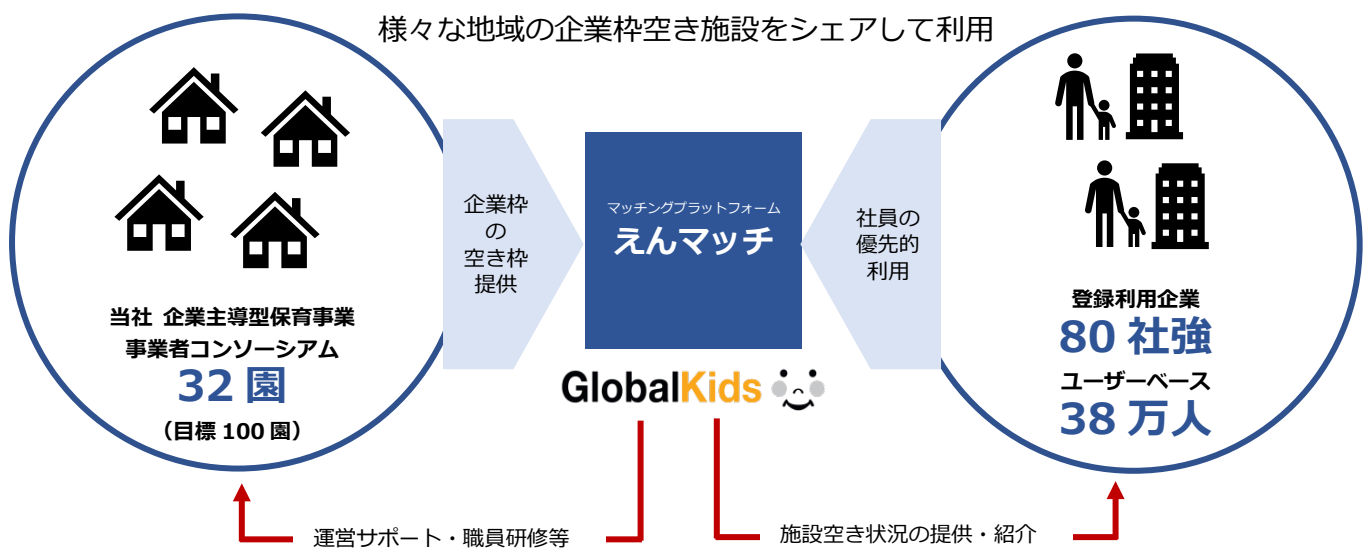 様々な地域の企業枠空き施設をシェアして利用
企業枠
の
空き枠
提供
マッチングプラットフォーム
えんマッチ
社員の
優先的
利用
当社 企業主導型保育事業
事業者コンソーシアム
32 園
（目標 100 園）
登録利用企業
80 社強
ユーザーベース
38 万人
GlobalKids
運営サポート・職員研修等
施設空き状況の提供・紹介